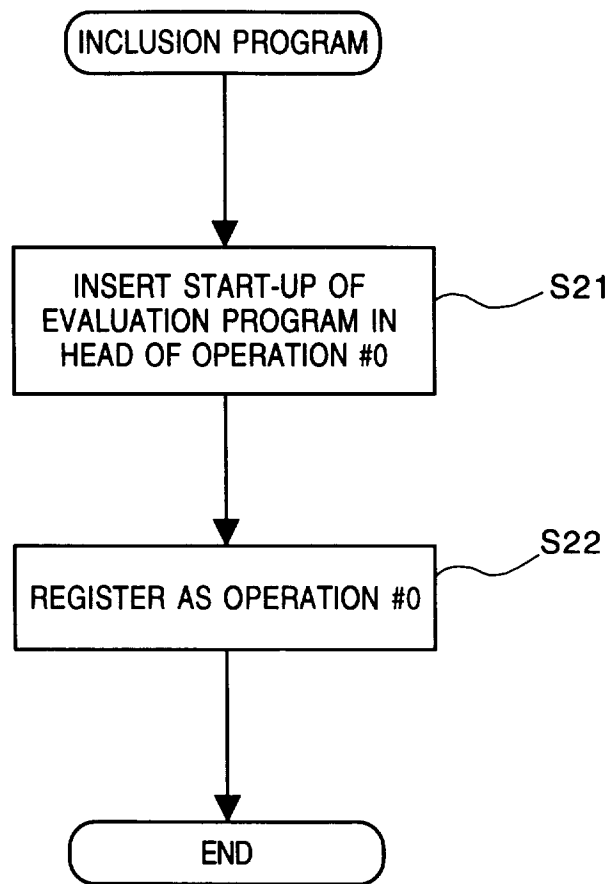 INCLUSION PROGRAM
INSERT START-UP OF
EVALUATION PROGRAM IN
HEAD OF OPERATION #0
S21
S22
REGISTER AS OPERATION #0
END